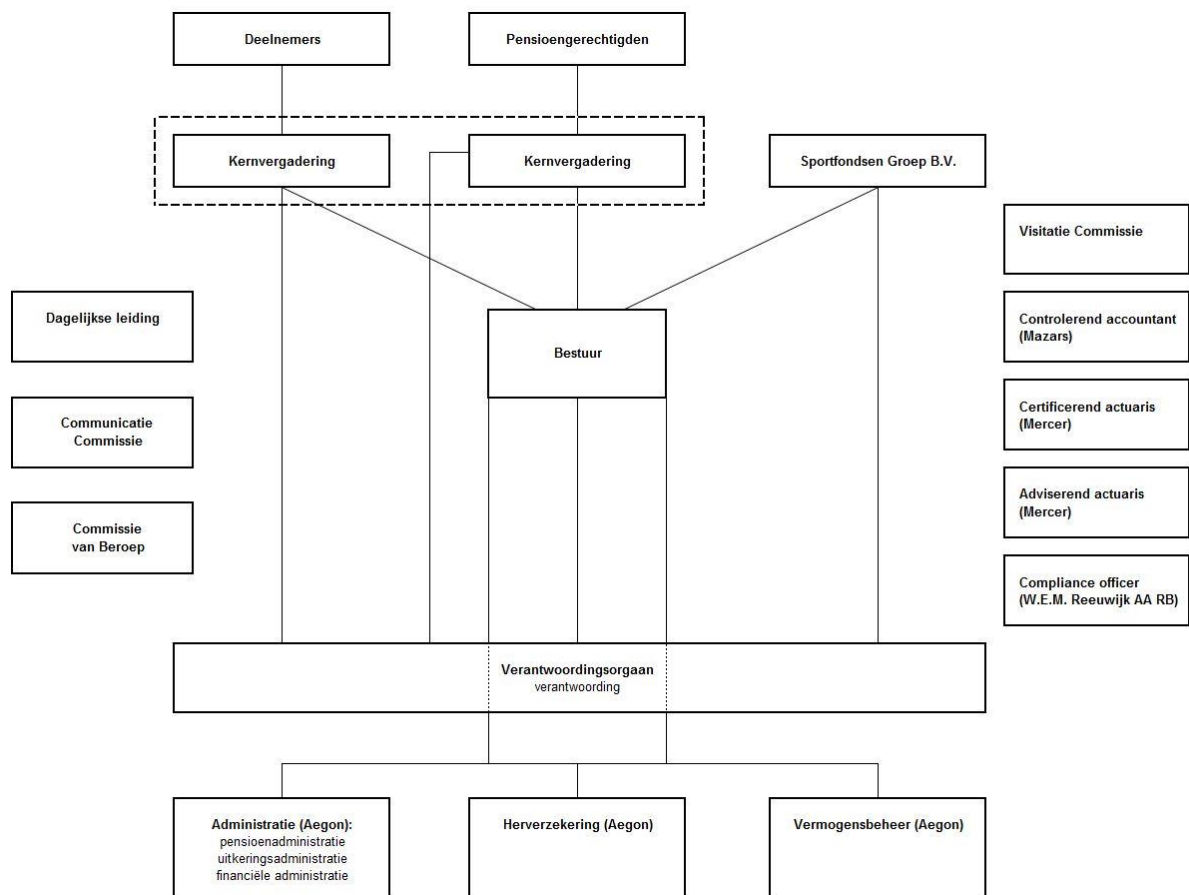 Deelnemers
Pensioengerechtigden
Kernvergadering
Kernvergadering
Sportfondsen Groep B.V.
Visitatie Commissie
Dagelijkse leiding
Controlerend accountant
(Mazars)
Bestuur
Communicatie
Commissie
Certificerend actuaris
(Mercer)
Adviserend actuaris
(Mercer)
Commissie
van Beroep
Compliance officer
(W.E.M. Reeuwijk AA RB)
Verantwoordingsorgaan
verantwoording
Administratie (Aegon):
pensioenadministratie
uitkeringsadministratie
financiële administratie
Herverzekering (Aegon)
Vermogensbeheer (Aegon)